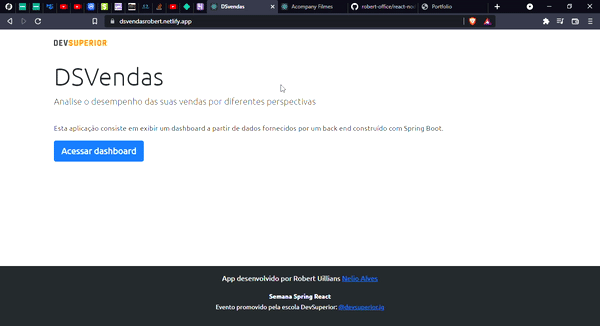 DSvendas
Acompany Filmes
robert-office/react-nod
Portfolio
dsvendasrobert.netlify.app
DEVSUPERIOR
DSVendas
Analise o desempenho das suas vendas por diferentes perspectivas
Esta aplicação consiste em exibir um dashboard a partir de dados fornecidos por um back end construído com Spring Boot.
Acessar dashboard
App desenvolvido por Robert Uillians Nelio Alves
Semana Spring React
Evento promovido pela escola DevSuperior: @devsuperior.ig